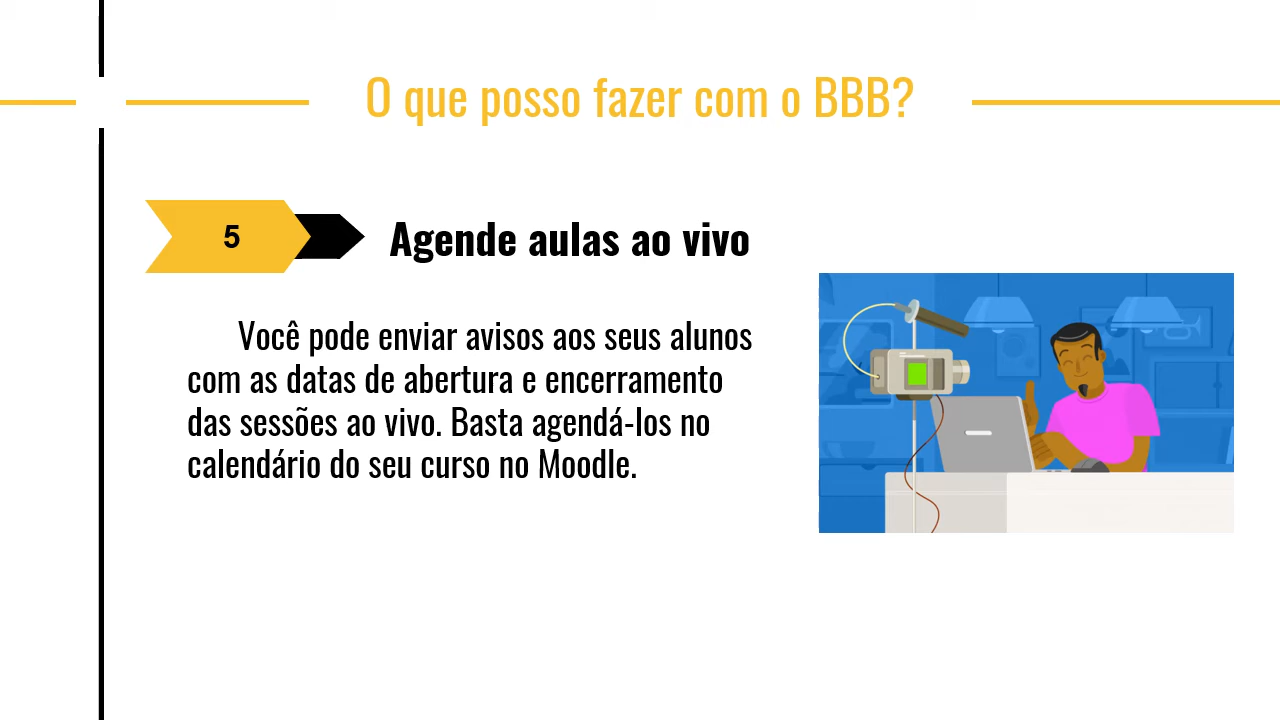 O que posso fazer com o BBB?
5
Agende aulas ao vivo
Você pode enviar avisos aos seus alunos
com as datas de abertura e encerramento
das sessões ao vivo. Basta agendá-los no
calendário do seu curso no Moodle.